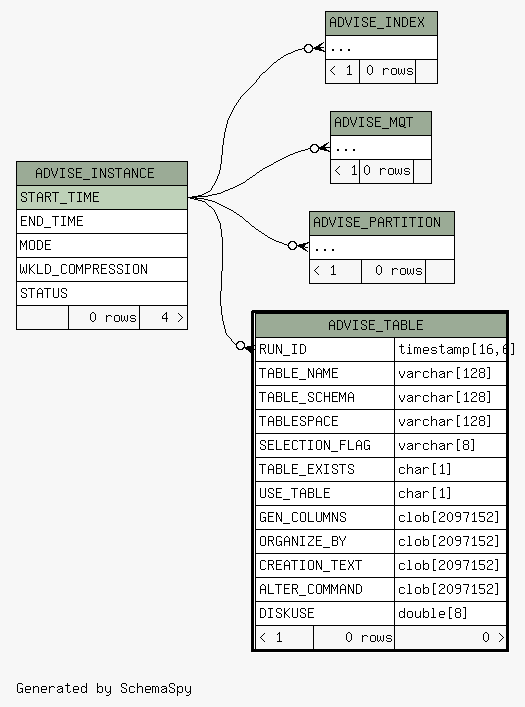 ADVISE_INDEX
...
< 1 0 rows
ADVISE_MQT
...
< 1 0 rows
ADVISE_INSTANCE
START_TIME
END_TIME
MODE
WKLD_COMPRESSION
STATUS
0 rows 4 >
ADVISE_PARTITION
...
< 1 0 rows
ADVISE_TABLE
RUN_ID timestamp[16,6]
TABLE_NAME varchar[128]
TABLE_SCHEMA varchar[128]
TABLESPACE varchar[128]
SELECTION_FLAG varchar[8]
TABLE_EXISTS char[1]
USE_TABLE char[1]
GEN_COLUMNS clob[2097152]
ORGANIZE_BY clob[2097152]
CREATION_TEXT clob[2097152]
ALTER_COMMAND clob[2097152]
DISKUSE double[8]
< 1 0 rows 0 >
Generated by SchemaSpy